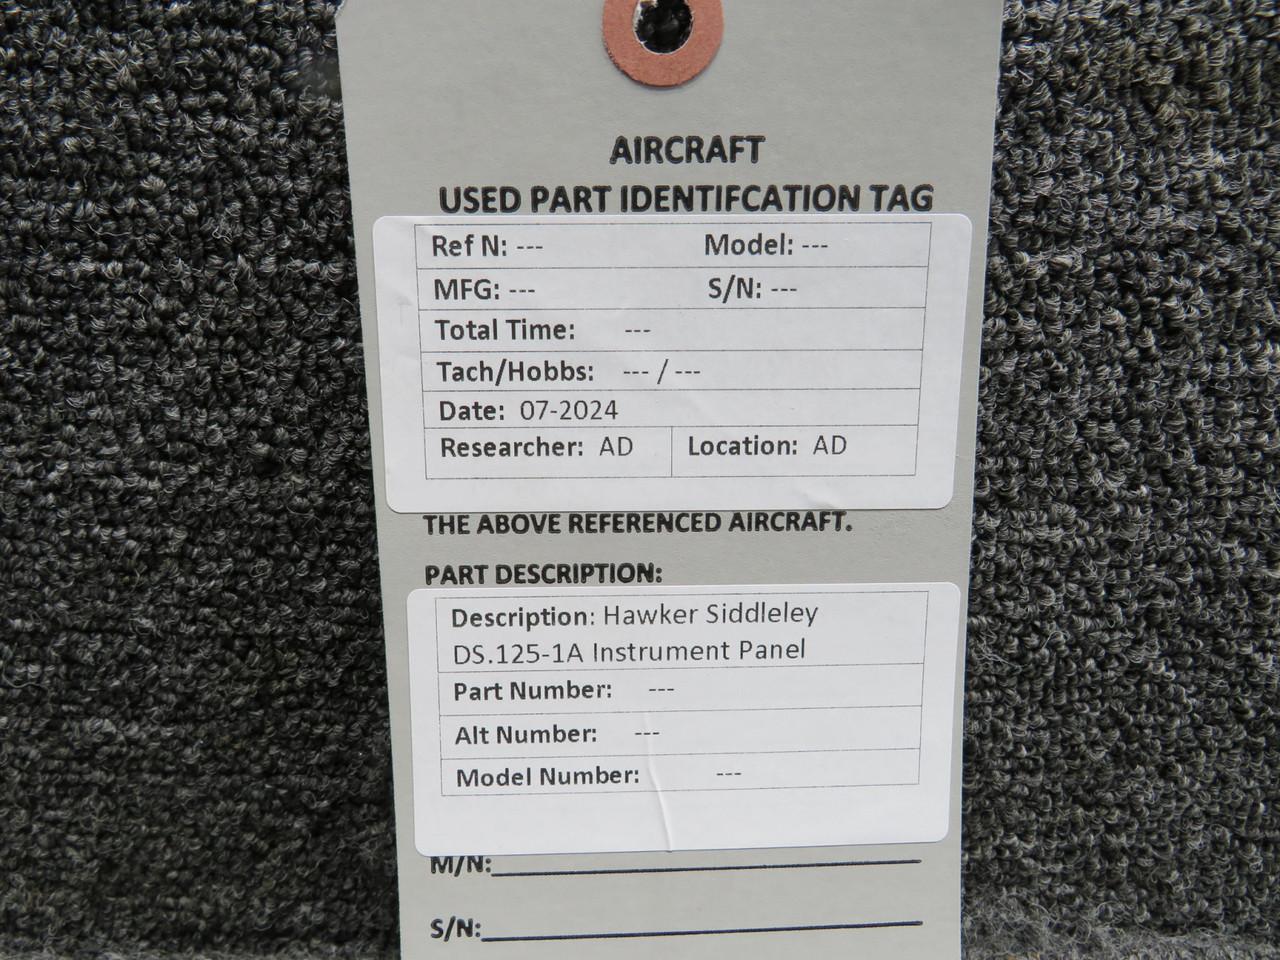 AIRCRAFT
USED PART IDENTIFCATION TAG
Ref N: --- Model: ---
MFG: --- S/N: ---
Total Time: ---
Tach/Hobbs: --- / ---
Date: 07-2024
Researcher: AD Location: AD
THE ABOVE REFERENCED AIRCRAFT.
PART DESCRIPTION:
Description: Hawker Siddleley
DS.125-1A Instrument Panel
Part Number: ---
Alt Number: ---
Model Number: ---
M/N:
S/N: